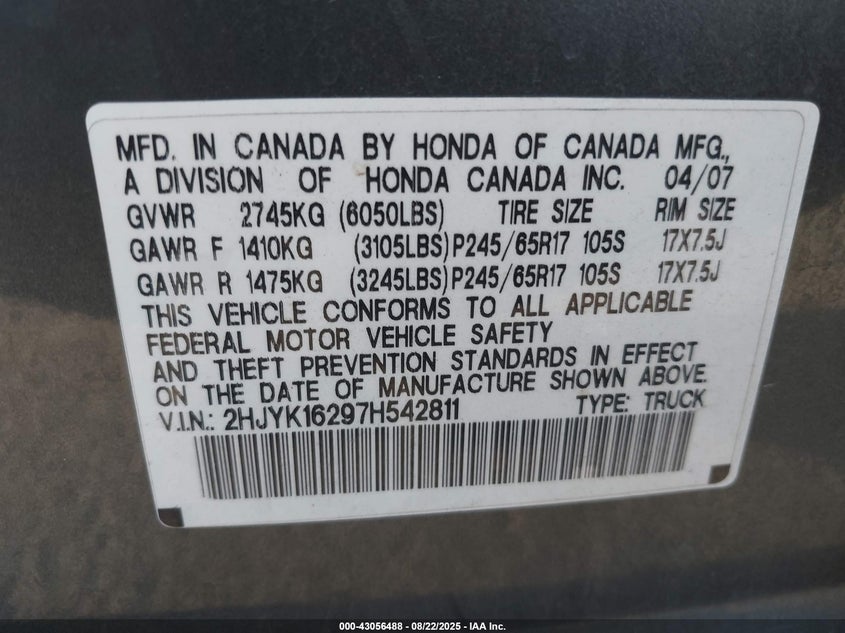 MFD. IN CANADA BY HONDA OF CANADA MFG.,
A DIVISION OF HONDA CANADA INC. 04/07
GVWR 2745KG (6050LBS) TIRE SIZE RIM SIZE
GAWR F 1410KG (3105LBS)P245/65R17 105S 17X7.5J
GAWR R 1475KG (3245LBS)P245/65R17 105S 17X7.5J
THIS VEHICLE CONFORMS TO ALL APPLICABLE
FEDERAL MOTOR VEHICLE SAFETY
AND THEFT PREVENTION STANDARDS IN EFFECT
ON THE DATE OF MANUFACTURE SHOWN ABOVE.
V.I.N.: 2HJYK16297H542811 TYPE: TRUCK
000-43056488 - 08/22/2025 - IAA Inc.